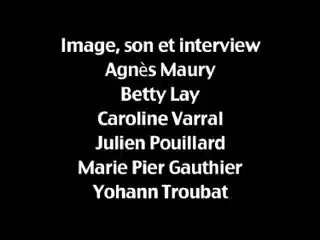 Image, son et interview
Agnès Maury
Betty Lay
Caroline Varral
Julien Pouillard
Marie Pier Gauthier
Yohann Troubat